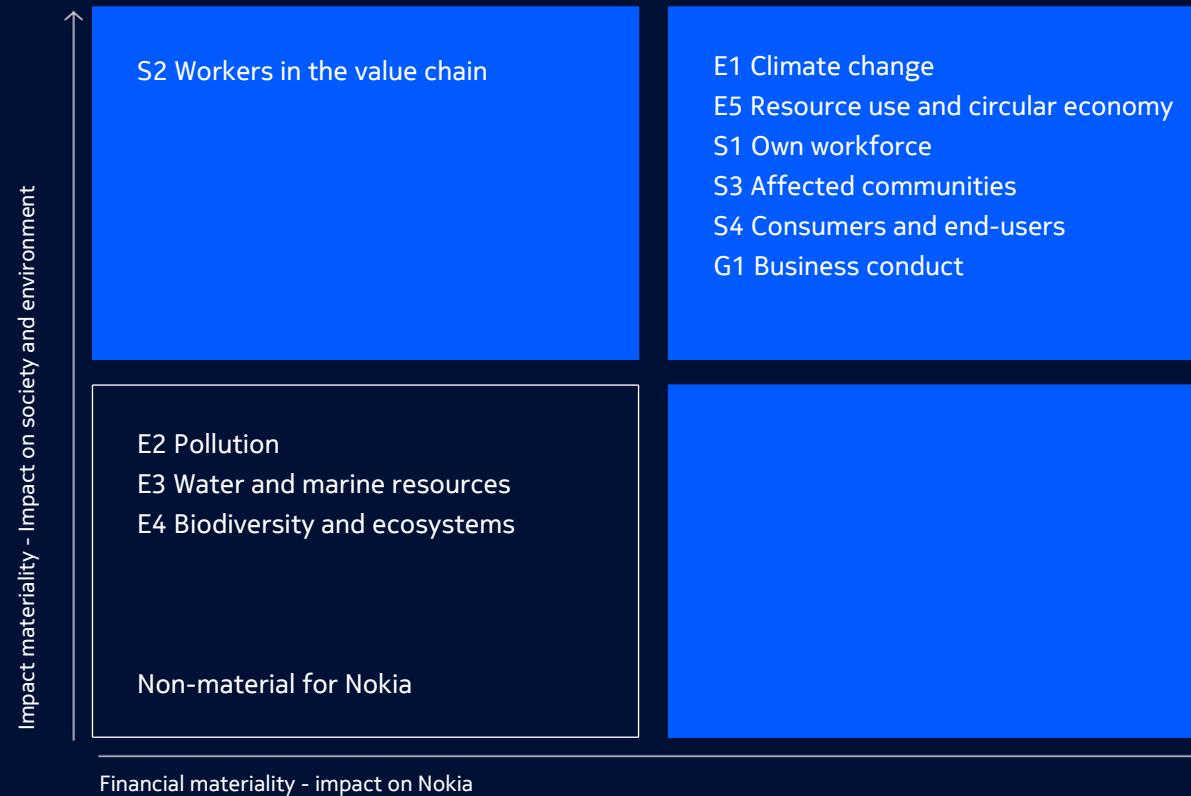 Impact materiality - Impact on society and environment
S2 Workers in the value chain
E1 Climate change
E5 Resource use and circular economy
S1 Own workforce
S3 Affected communities
S4 Consumers and end-users
G1 Business conduct
E2 Pollution
E3 Water and marine resources
E4 Biodiversity and ecosystems
Non-material for Nokia
Financial materiality - impact on Nokia